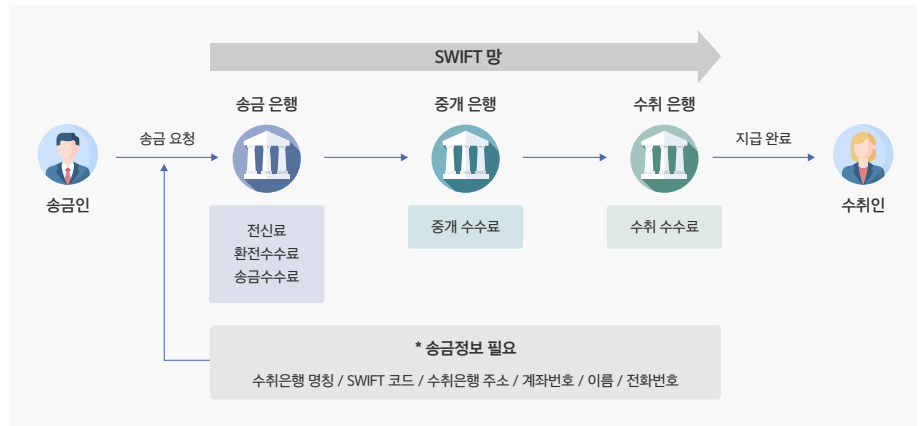 SWIFT 망
송금 은행
중개 은행
수취 은행
송금 요청
지급 완료
송금인
수취인
전신료
환전수수료
송금수수료
중개 수수료
수취 수수료
* 송금정보 필요
수취은행 명칭 / SWIFT 코드 / 수취은행 주소 / 계좌번호 / 이름 / 전화번호